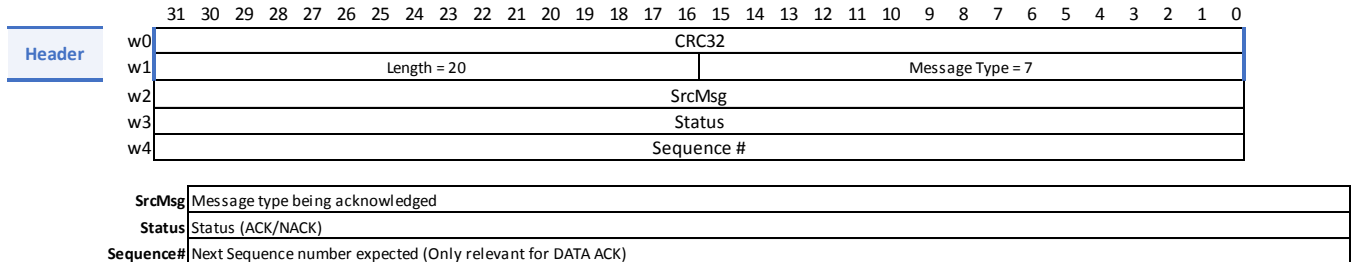 31 30 29 28 27 26 25 24 23 22 21 20 19 18 17 16 15 14 13 12 11 10 9 8 7 6 5 4 3 2 1 0
Header
w0 CRC32
w1 Length = 20 Message Type = 7
w2 SrcMsg
w3 Status
w4 Sequence #
SrcMsg Message type being acknowledged
Status Status (ACK/NACK)
Sequence# Next Sequence number expected (Only relevant for DATA ACK)